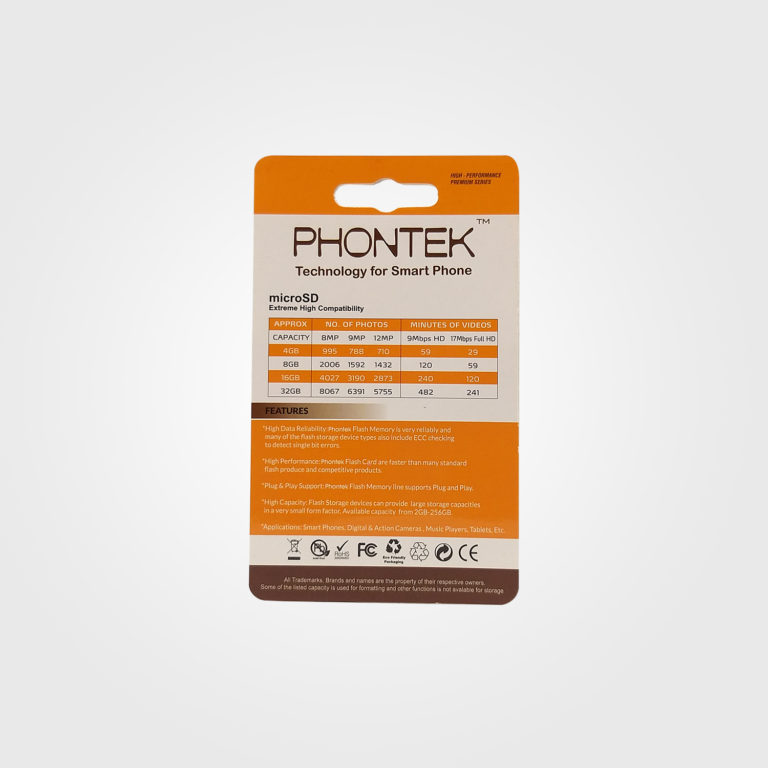 HIGH - PERFORMANCE
PREMIUM SERIES
PHONTEK™
Technology for Smart Phone
microSD
Extreme High Compatibility
APPROX NO. OF PHOTOS MINUTES OF VIDEOS
CAPACITY 8MP 9MP 12MP 9Mbps HD 17Mbps Full HD
4GB 995 788 710 59 29
8GB 2006 1592 1432 120 59
16GB 4027 3190 2873 240 120
32GB 8067 6391 5755 482 241
FEATURES
*High Data Reliability: Phontek Flash Memory is very reliably and
many of the flash storage device types also include ECC checking
to detect single bit errors.
*High Performance: Phontek Flash Card are faster than many standard
flash produce and competitive products.
*Plug & Play Support: Phontek Flash Memory line supports Plug and Play.
*High Capacity: Flash Storage devices can provide large storage capacities
in a very small form factor. Available capacity from 2GB-256GB.
*Applications: Smart Phones, Digital & Action Cameras , Music Players, Tablets, Etc.
RoHS FC Eco Friendly CE
Packaging
All Trademarks, Brands and names are the property of their respective owners.
Some of the listed capacity is used for formatting and other functions is not available for storage